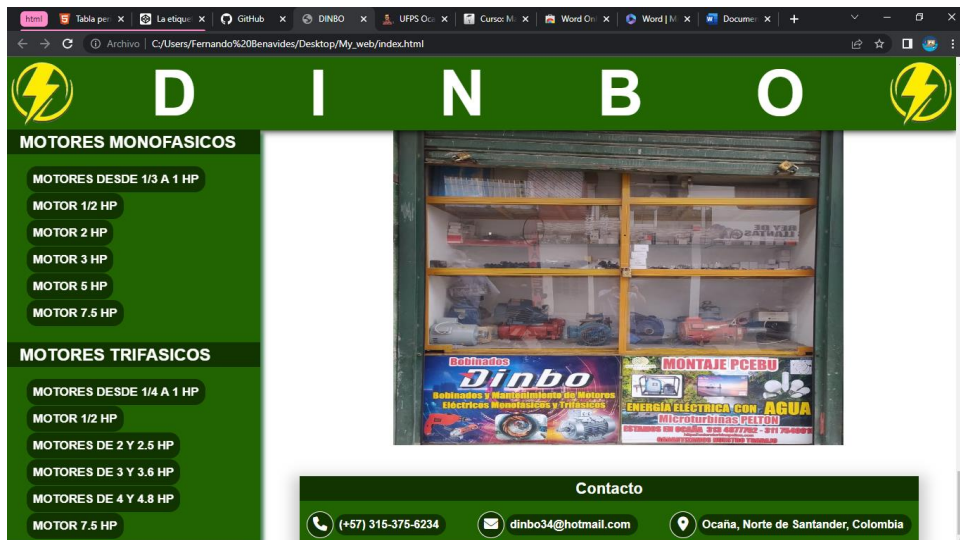 html
Tabla per
La etique
GitHub
DINBO
UFPS Oca
Curso: M
Word Onl
Word | M
Documen
Archivo
C:/Users/Fernando%20Benavides/Desktop/My_web/index.html
D I N B O
MOTORES MONOFASICOS
MOTORES DESDE 1/3 A 1 HP
MOTOR 1/2 HP
MOTOR 2 HP
MOTOR 3 HP
MOTOR 5 HP
MOTOR 7.5 HP
MOTORES TRIFASICOS
MOTORES DESDE 1/4 A 1 HP
MOTOR 1/2 HP
MOTORES DE 2 Y 2.5 HP
MOTORES DE 3 Y 3.6 HP
MOTORES DE 4 Y 4.8 HP
MOTOR 7.5 HP
Bobinados
Dinbo
Bobinados y Mantenimiento de Motores
Eléctricos Monofásicos y Trifásicos
MONTAJE PCEBU
ENERGÍA ELÉCTRICA CON AGUA
Microturbinas PELTON
GARANTIZAMOS NUESTRO TRABAJO
Contacto
(+57) 315-375-6234
dinbo34@hotmail.com
Ocaña, Norte de Santander, Colombia